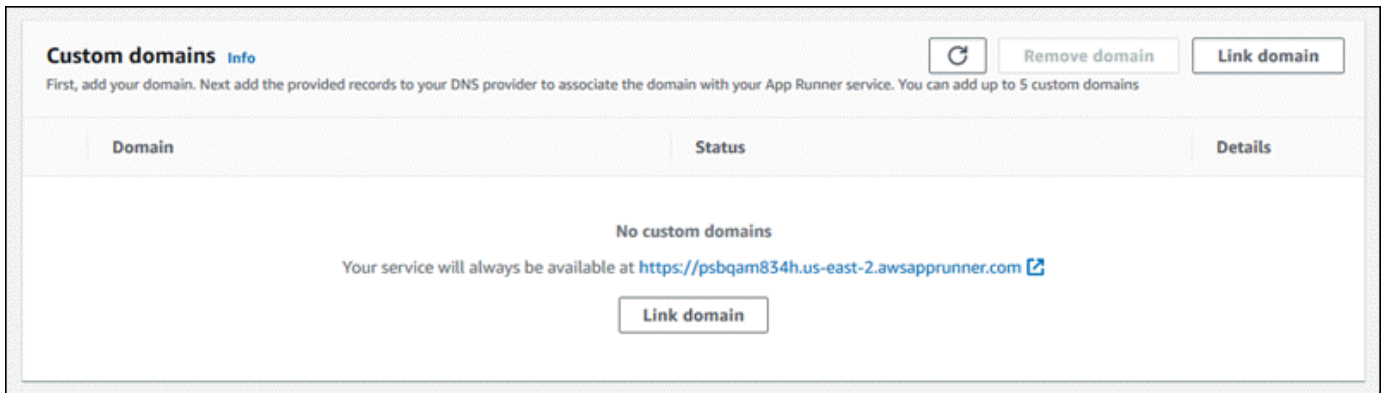 Custom domains Info
Remove domain
Link domain
First, add your domain. Next add the provided records to your DNS provider to associate the domain with your App Runner service. You can add up to 5 custom domains
Domain Status Details
No custom domains
Your service will always be available at https://psbqam834h.us-east-2.awsapprunner.com
Link domain